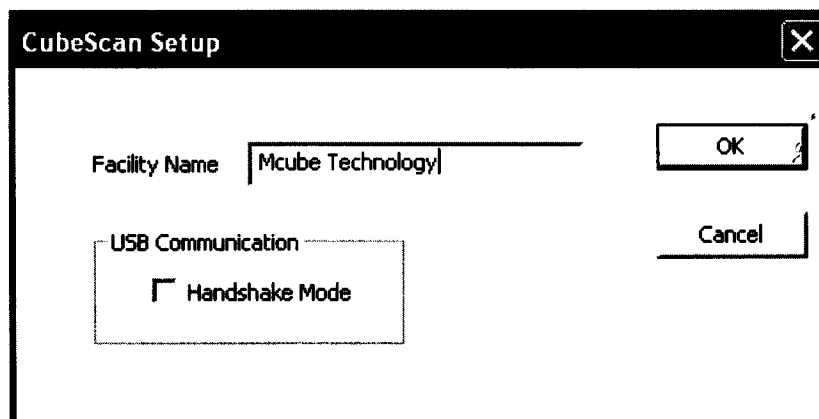 CubeScan Setup
Facility Name Mcube Technology
OK
USB Communication
Cancel
Handshake Mode